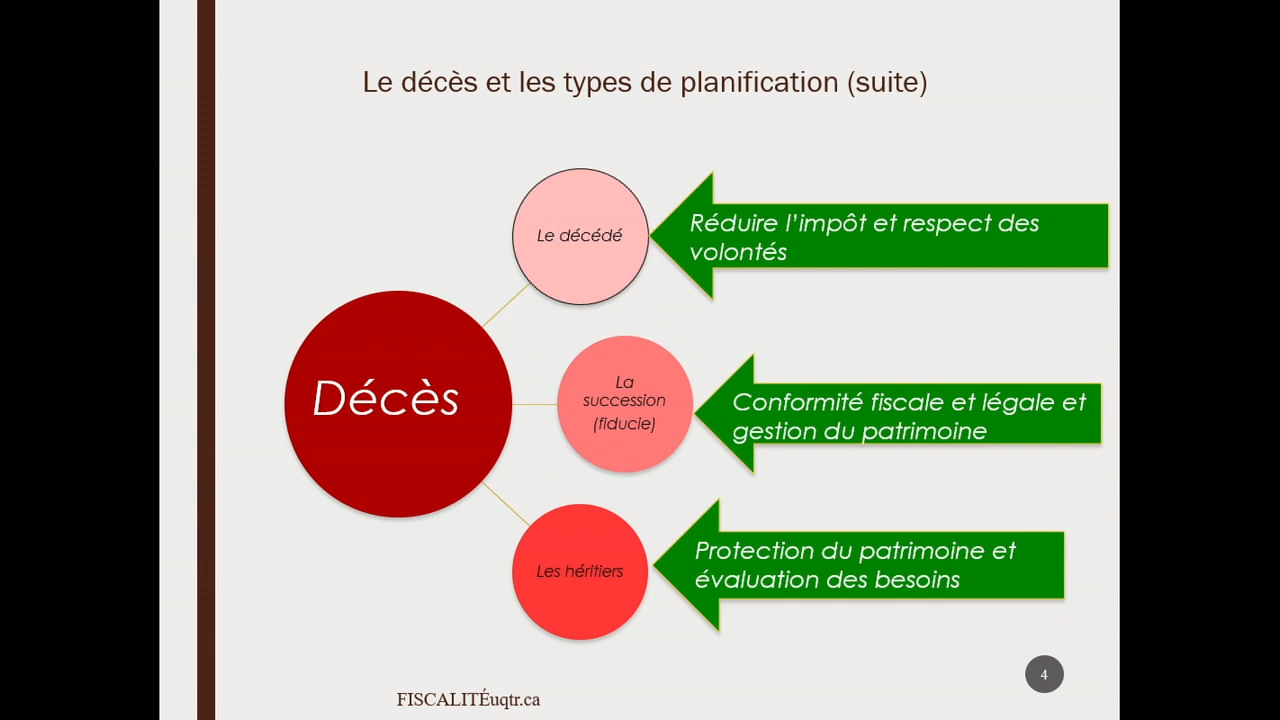 Le décès et les types de planification (suite)
Le décédé
Réduire l’impôt et respect des
volontés
Décès
La
succession
(fiducie)
Conformité fiscale et légale et
gestion du patrimoine
Les héritiers
Protection du patrimoine et
évaluation des besoins
4
FISCALITÉuqtr.ca